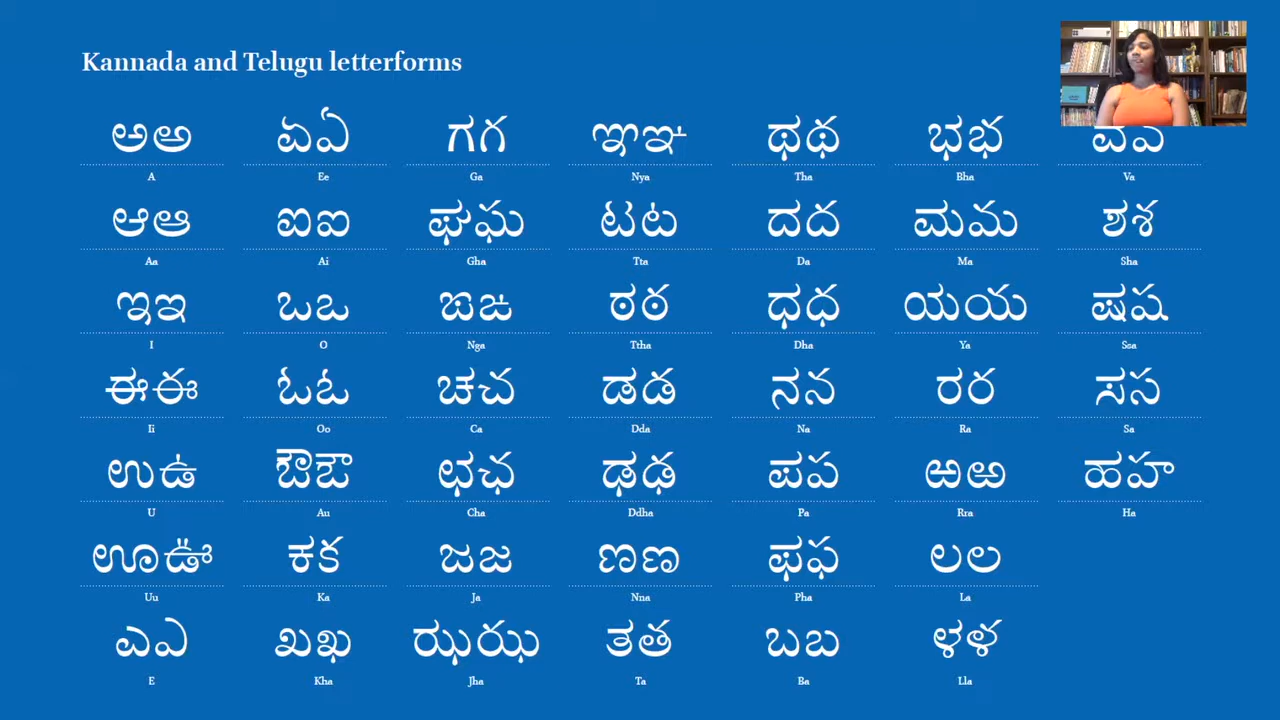 Kannada and Telugu letterforms
ಅఅ ಏఏ ಗగ ಞఞ ಥథ ಭభ ವవ
A Ee Ga Nya Tha Bha Va
ಆఆ ಐఐ ಘఘ ಟట ದద ಮమ ಶశ
Aa Ai Gha Tta Da Ma Sha
ಇఇ ಒఒ ಙఙ ಠఠ ಧధ ಯయ ಷష
I O Nga Ttha Dha Ya Ssa
ಈఈ ಓఓ ಚచ ಡడ ನన ರర ಸస
Ii Oo Ca Dda Na Ra Sa
ಉఉ ಔఔ ಛఛ ಢఢ ಪప ಱఱ ಹహ
U Au Cha Ddha Pa Rra Ha
ಊఊ ಕక ಜజ ಣణ ಫఫ ಲల
Uu Ka Ja Nna Pha La
ಎఎ ಖఖ ಝఝ ತత ಬబ ಳళ
E Kha Jha Ta Ba Lla